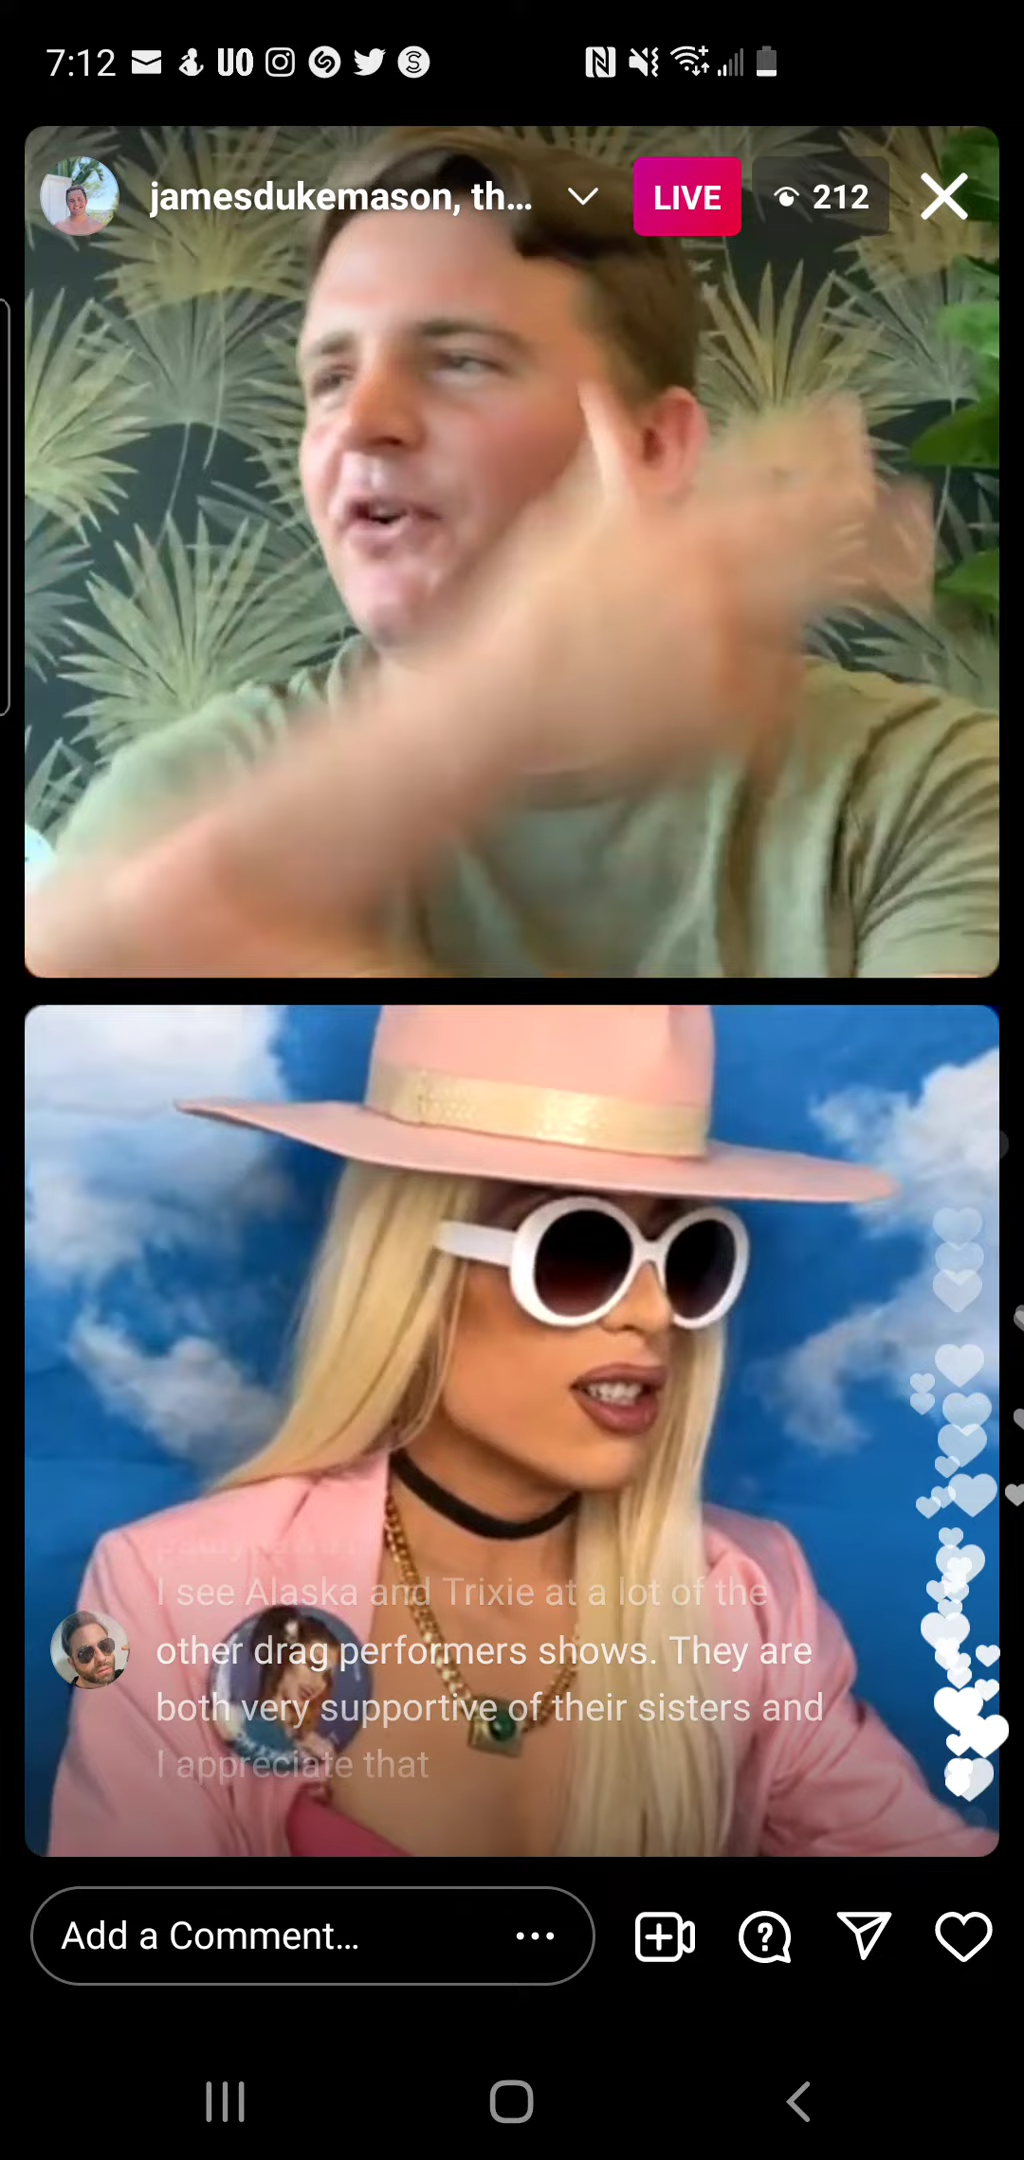 7:12 UO
jamesdukemason, th... LIVE 212
I see Alaska and Trixie at a lot of the
other drag performers shows. They are
both very supportive of their sisters and
I appreciate that
Add a Comment...